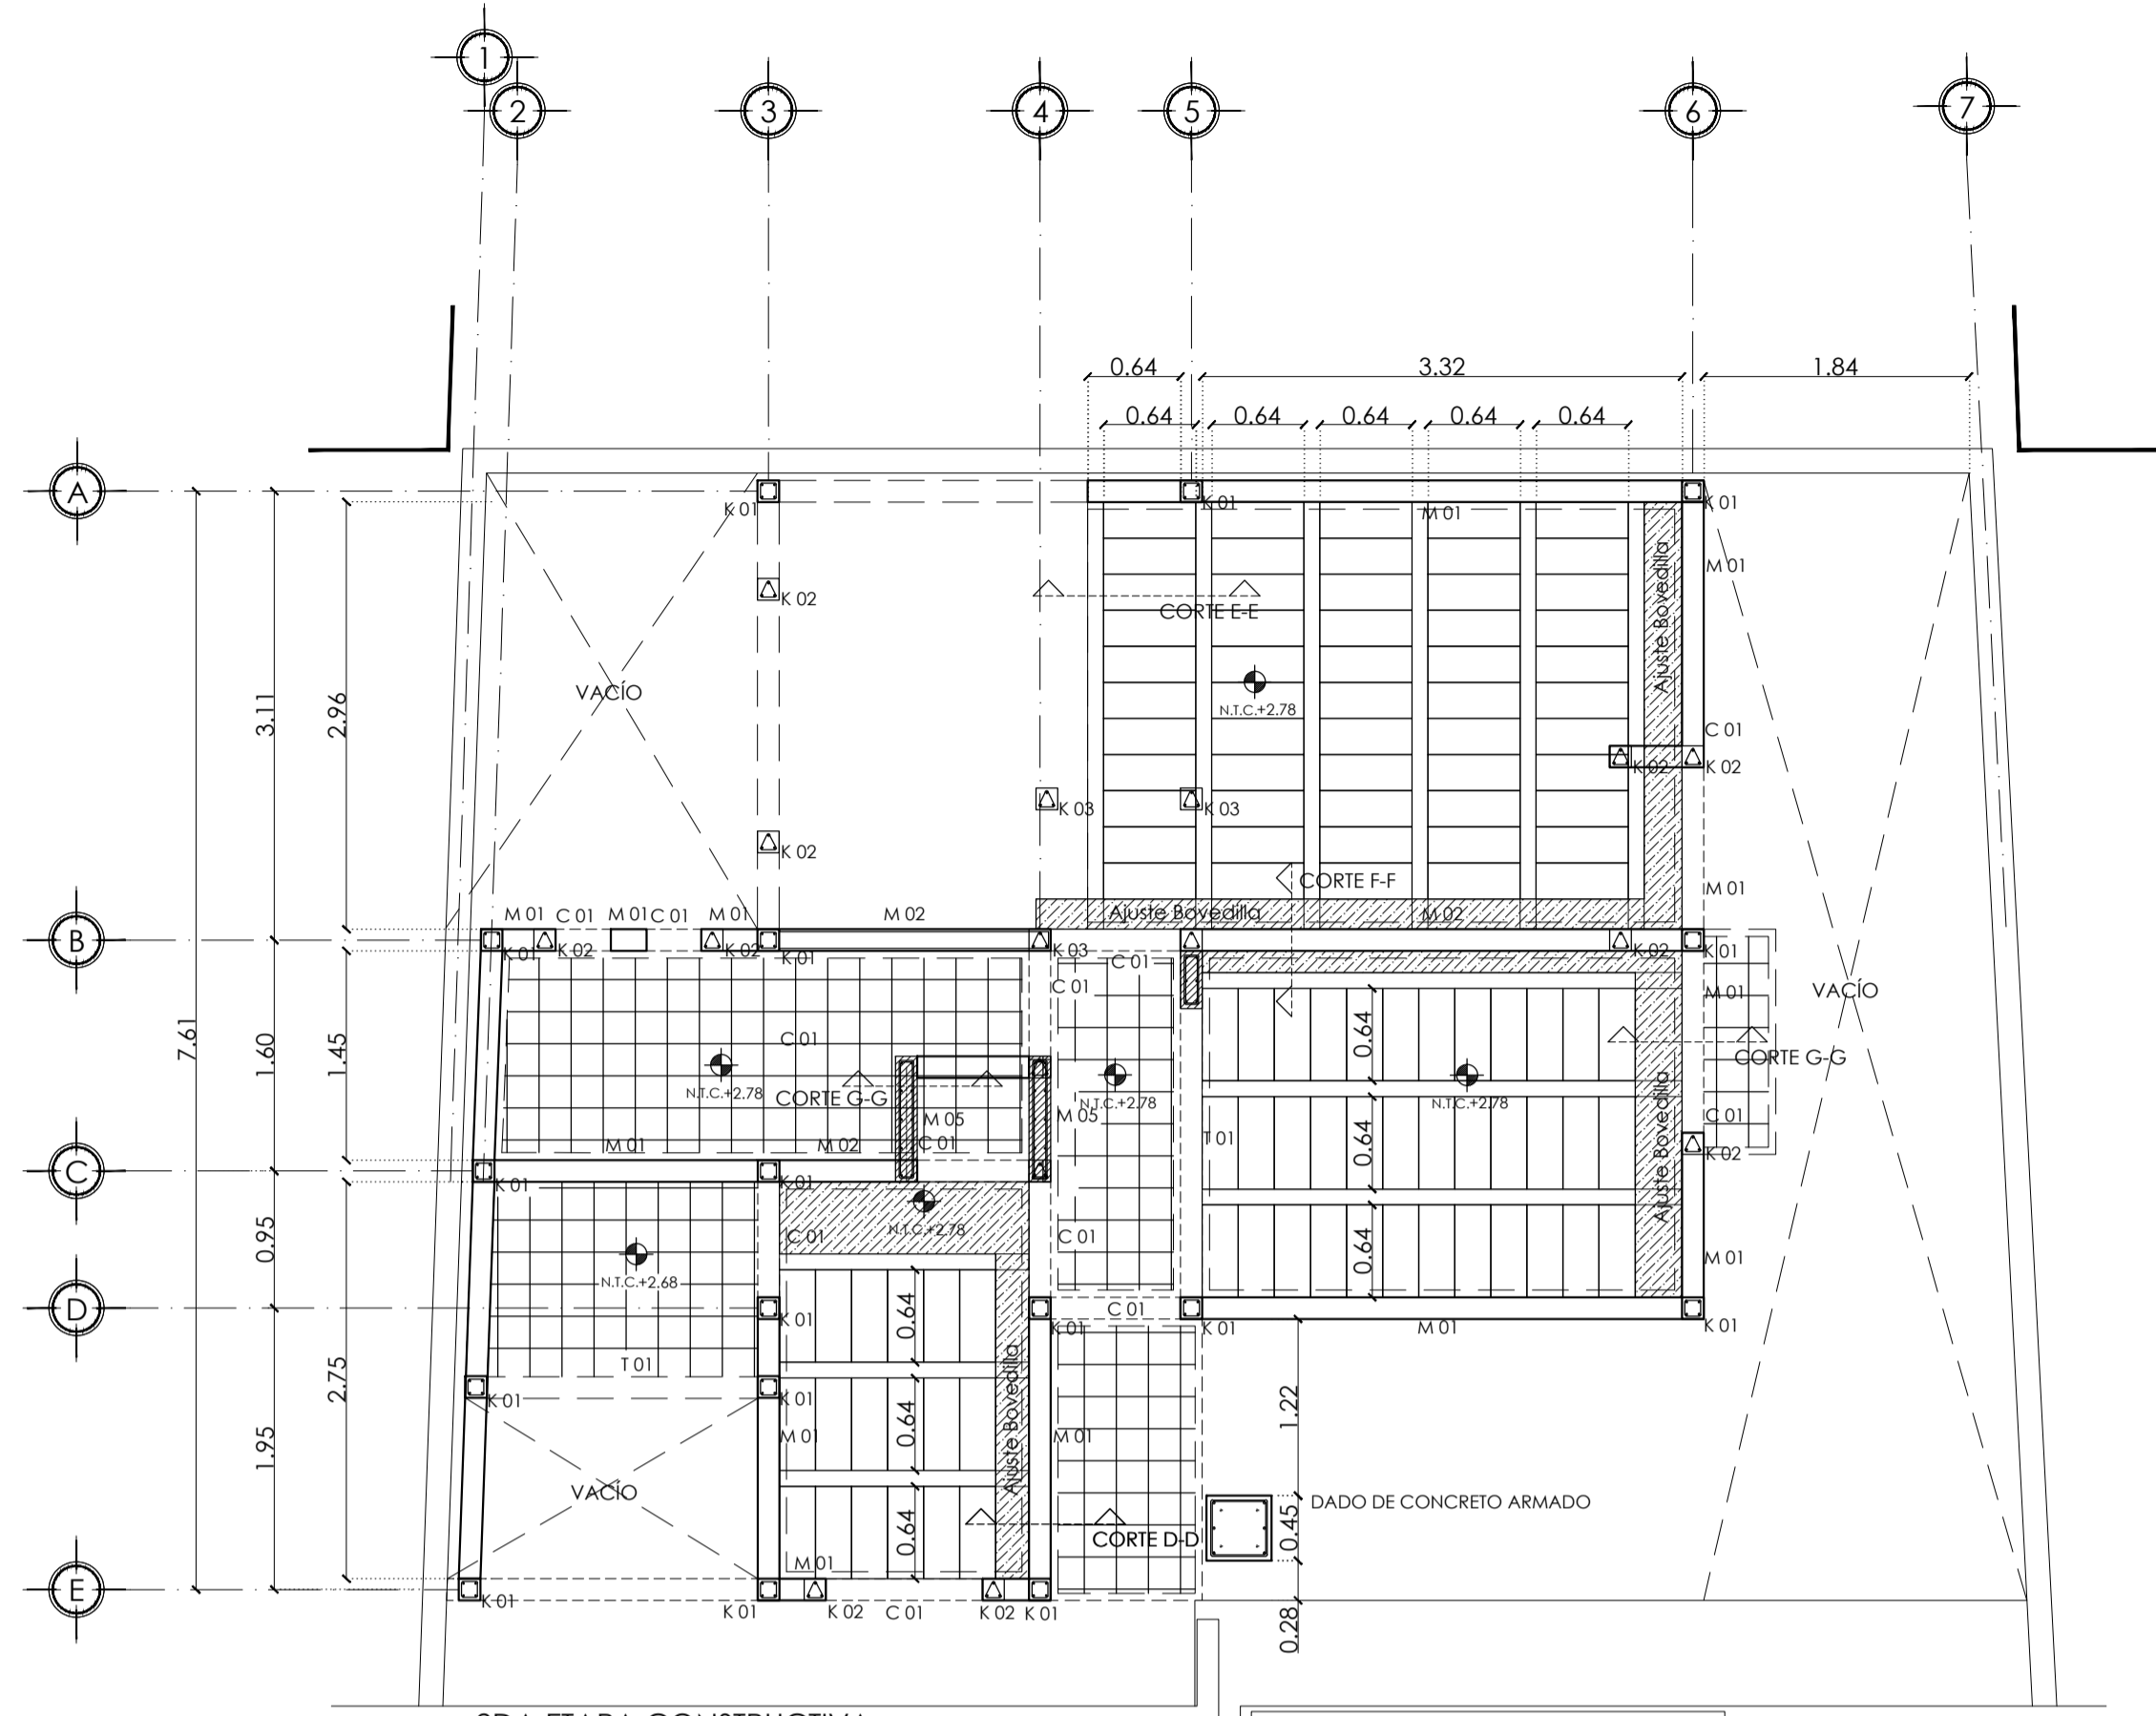 1
2
3
4
5
6
7
0.64
3.32
1.84
0.64
0.64
0.64
0.64
0.64
A
K 01
K 01
M 01
K 01
M 01
Ajuste Bovedilla
K 02
CORTE E-E
3.11
2.96
VACÍO
N.T.C.+2.78
C 01
K 02
K 02
K 03
K 03
K 02
CORTE F-F
M 01
M 01
C 01
M 01
C 01
M 01
M 02
Ajuste Bovedilla
M 02
B
K 01
K 02
K 02
K 01
K 03
K 02
K 01
C 01
C 01
M 01
VACÍO
7.61
1.60
1.45
C 01
0.64
CORTE G-G
N.T.C.+2.78
CORTE G-G
N.T.C.+2.78
N.T.C.+2.78
M 05
M 05
C 01
Ajuste Bovedilla
M 01
M 02
C 01
T 01
0.64
K 02
C
K 01
K 01
0.95
C 01
N.T.C.+2.78
C 01
0.64
M 01
N.T.C.+2.68
D
K 01
0.64
K 01
C 01
K 01
M 01
K 01
T 01
2.75
K 01
K 01
Ajuste Bovedilla
1.22
1.95
M 01
0.64
M 01
VACÍO
0.64
CORTE D-D
0.45
DADO DE CONCRETO ARMADO
M 01
E
K 01
K 01
K 02
C 01
K 02
K 01
0.28